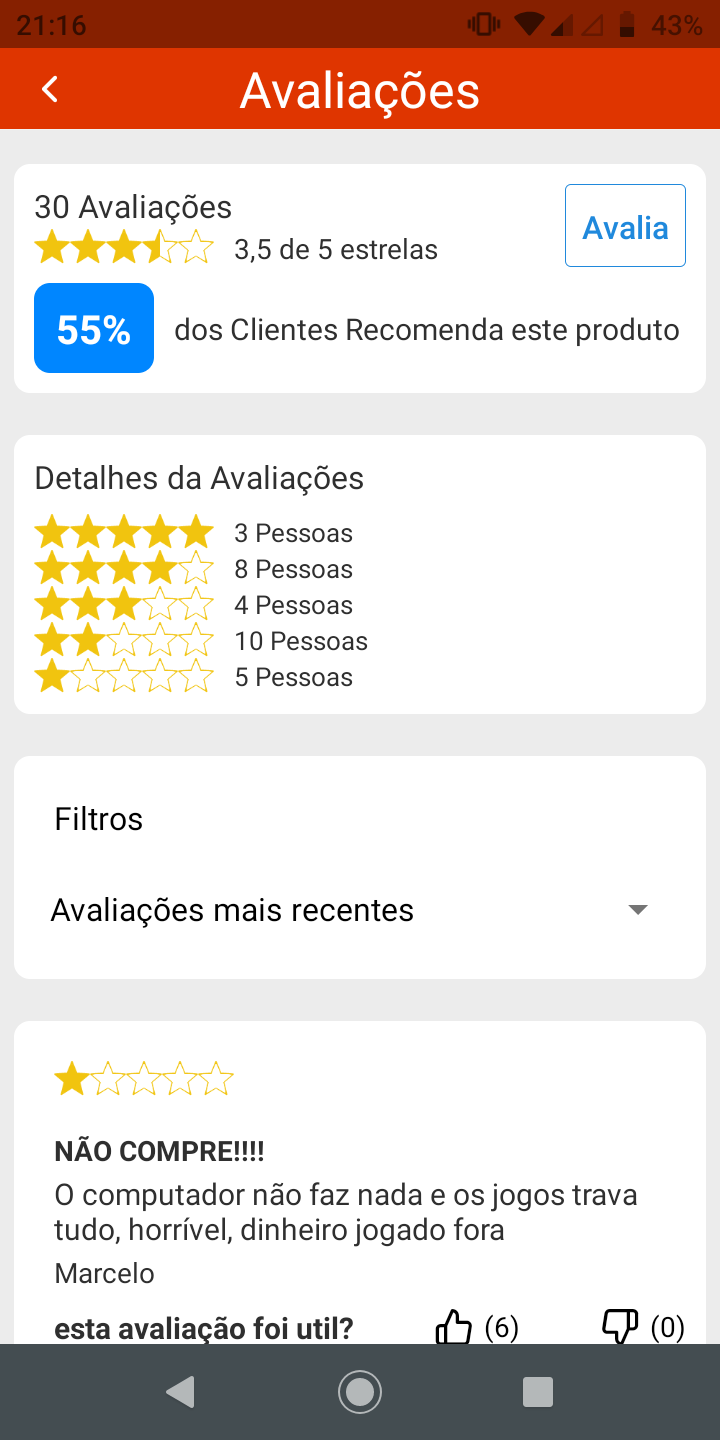 21:16
43%
Avaliações
30 Avaliações
Avalia
3,5 de 5 estrelas
55%
dos Clientes Recomenda este produto
Detalhes da Avaliações
3 Pessoas
8 Pessoas
4 Pessoas
10 Pessoas
5 Pessoas
Filtros
Avaliações mais recentes
NÃO COMPRE!!!!
O computador não faz nada e os jogos trava
tudo, horrível, dinheiro jogado fora
Marcelo
esta avaliação foi util? (6) (0)